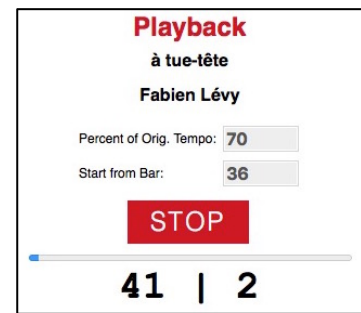 Playback
à tue-tête
Fabien Lévy
Percent of Orig. Tempo: 70
Start from Bar: 36
STOP
41 | 2